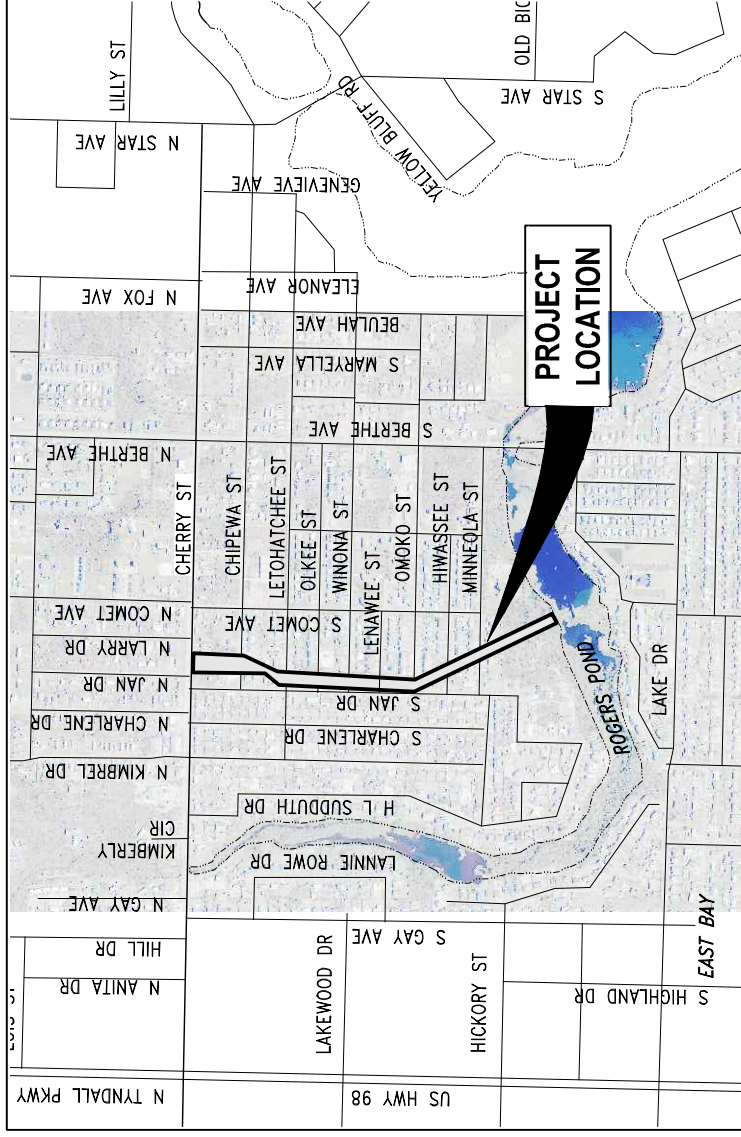 LILLY ST
OLD BIG
N STAR AVE
S STAR AVE
YELLOW BLUFF RD
GENEVIEVE AVE
ELEANOR AVE
N FOX AVE
BEULAH AVE
S MARYELLA AVE
PROJECT
LOCATION
S BERTHE AVE
N BERTHE AVE
CHERRY ST
CHIPEWA ST
LETOHATCHEE ST
OLKEE ST
WINONA ST
LENAWEE ST
OMOKO ST
HIWASSEE ST
MINNEOLA ST
N COMET AVE
S COMET AVE
N LARRY DR
N JAN DR
S JAN DR
N CHARLENE DR
S CHARLENE DR
ROGERS POND
LAKE DR
N KIMBREL DR
H L SUDDUTH DR
KIMBERLY
CIR
LANNIE ROWE DR
N GAY AVE
S GAY AVE
HILL DR
LAKEWOOD DR
HICKORY ST
EAST BAY
N ANITA DR
S HIGHLAND DR
N TYNDALL PKWY
US HWY 98